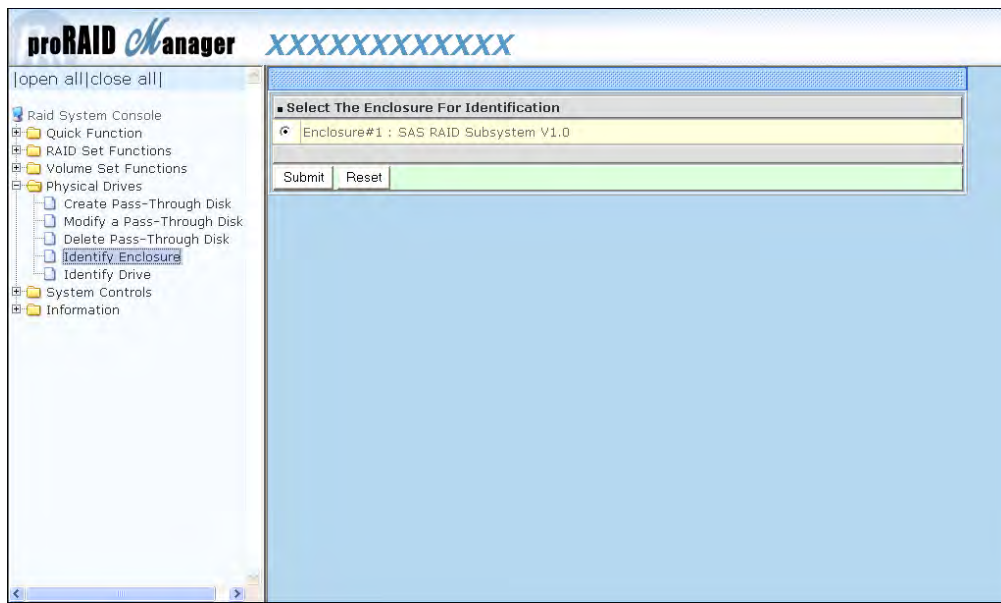 proRAID Manager XXXXXXXXXXXX
|open all|close all|
Raid System Console
Quick Function
RAID Set Functions
Volume Set Functions
Physical Drives
Create Pass-Through Disk
Modify a Pass-Through Disk
Delete Pass-Through Disk
Identify Enclosure
Identify Drive
System Controls
Information
Select The Enclosure For Identification
Enclosure#1 : SAS RAID Subsystem V1.0
Submit Reset